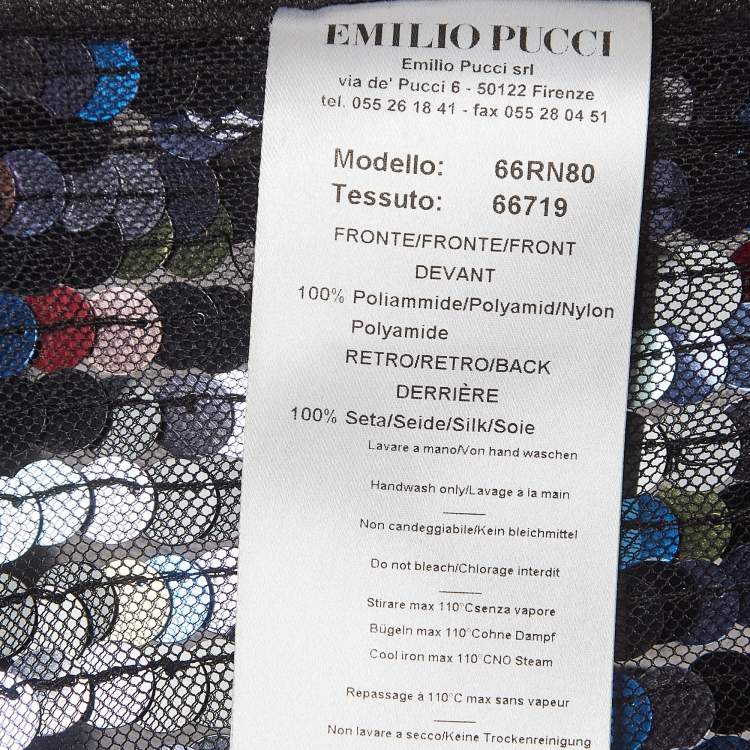 EMILIO PUCCI
Emilio Pucci srl
via de' Pucci 6 - 50122 Firenze
tel. 055 26 18 41 - fax 055 28 04 51
Modello: 66RN80
Tessuto: 66719
FRONTE/FRONTE/FRONT
DEVANT
100% Poliammide/Polyamid/Nylon
Polyamide
RETRO/RETRO/BACK
DERRIÈRE
100% Seta/Seide/Silk/Soie
Lavare a mano/Von hand waschen
Handwash only/Lavage à la main
Non candeggiabile/Kein bleichmittel
Do not bleach/Chlorage interdit
Stirare max 110°Csenza vapore
Bügeln max 110°Cohne Dampf
Cool iron max 110°CNO Steam
Repassage à 110°C max sans vapeur
Non lavare a secco/Keine Trockenreinigung